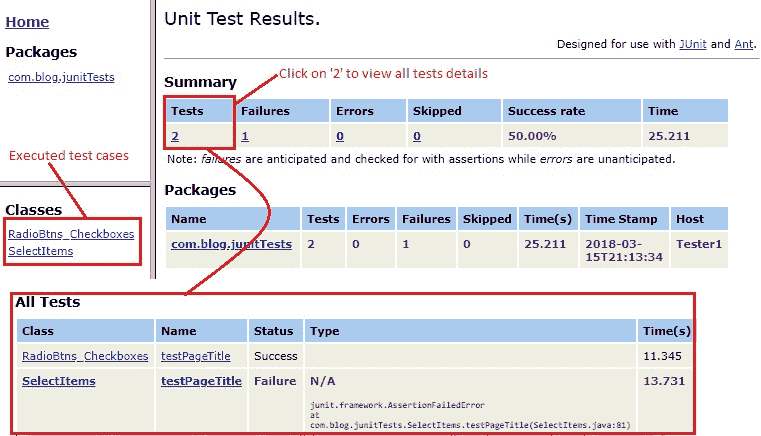 Home
Packages
com.blog.junitTests
Executed test cases
Classes
RadioBtns_Checkboxes
SelectItems
Unit Test Results.
Designed for use with JUnit and Ant.
Summary
Click on '2' to view all tests details
Tests Failures Errors Skipped Success rate Time
2 1 0 0 50.00% 25.211
Note: failures are anticipated and checked for with assertions while errors are unanticipated.
Packages
Name Tests Errors Failures Skipped Time(s) Time Stamp Host
com.blog.junitTests 2 0 1 0 25.211 2018-03-
15T21:13:34 Tester1
All Tests
Class Name Status Type Time(s)
RadioBtns_Checkboxes testPageTitle Success 11.345
SelectItems testPageTitle Failure N/A 13.731
junit.framework.AssertionFailedError
at
com.blog.junitTests.SelectItems.testPageTitle(SelectItems.java:81)